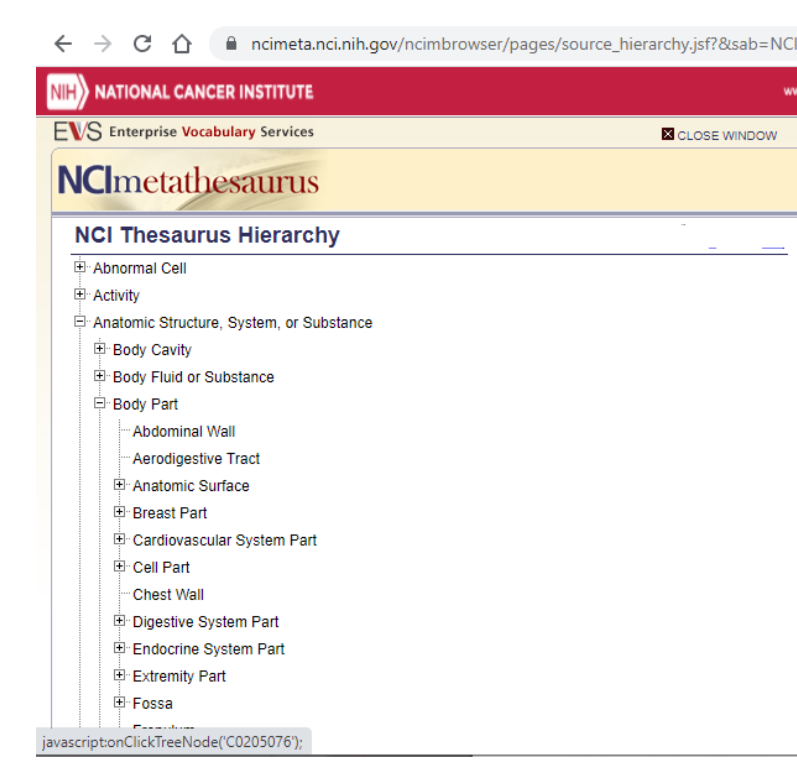 ncimeta.nci.nih.gov/ncimbrowser/pages/source_hierarchy.jsf?&sab=NCI
NIH NATIONAL CANCER INSTITUTE
EVS Enterprise Vocabulary Services
CLOSE WINDOW
NCImetathesaurus
NCI Thesaurus Hierarchy
Abnormal Cell
Activity
Anatomic Structure, System, or Substance
Body Cavity
Body Fluid or Substance
Body Part
Abdominal Wall
Aerodigestive Tract
Anatomic Surface
Breast Part
Cardiovascular System Part
Cell Part
Chest Wall
Digestive System Part
Endocrine System Part
Extremity Part
Fossa
javascript:onClickTreeNode('C0205076');